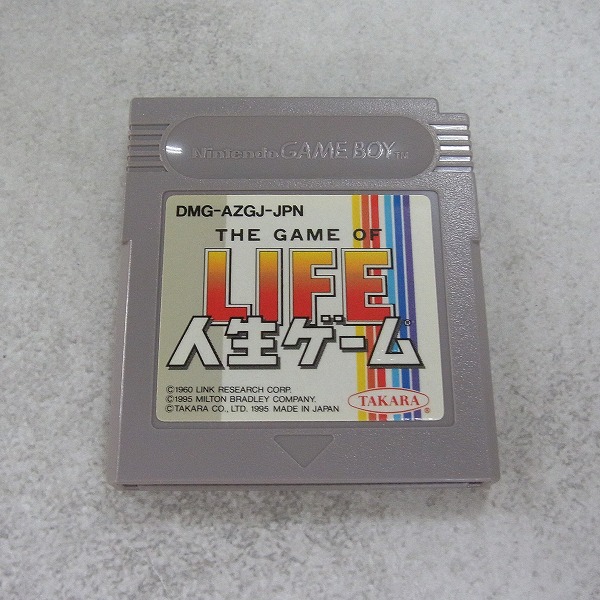 Nintendo GAME BOY TM
DMG-AZGJ-JPN
THE GAME OF
LIFE
人生ゲーム®
©1960 LINK RESEARCH CORP.
©1995 MILTON BRADLEY COMPANY.
©TAKARA CO., LTD. 1995 MADE IN JAPAN
TAKARA®